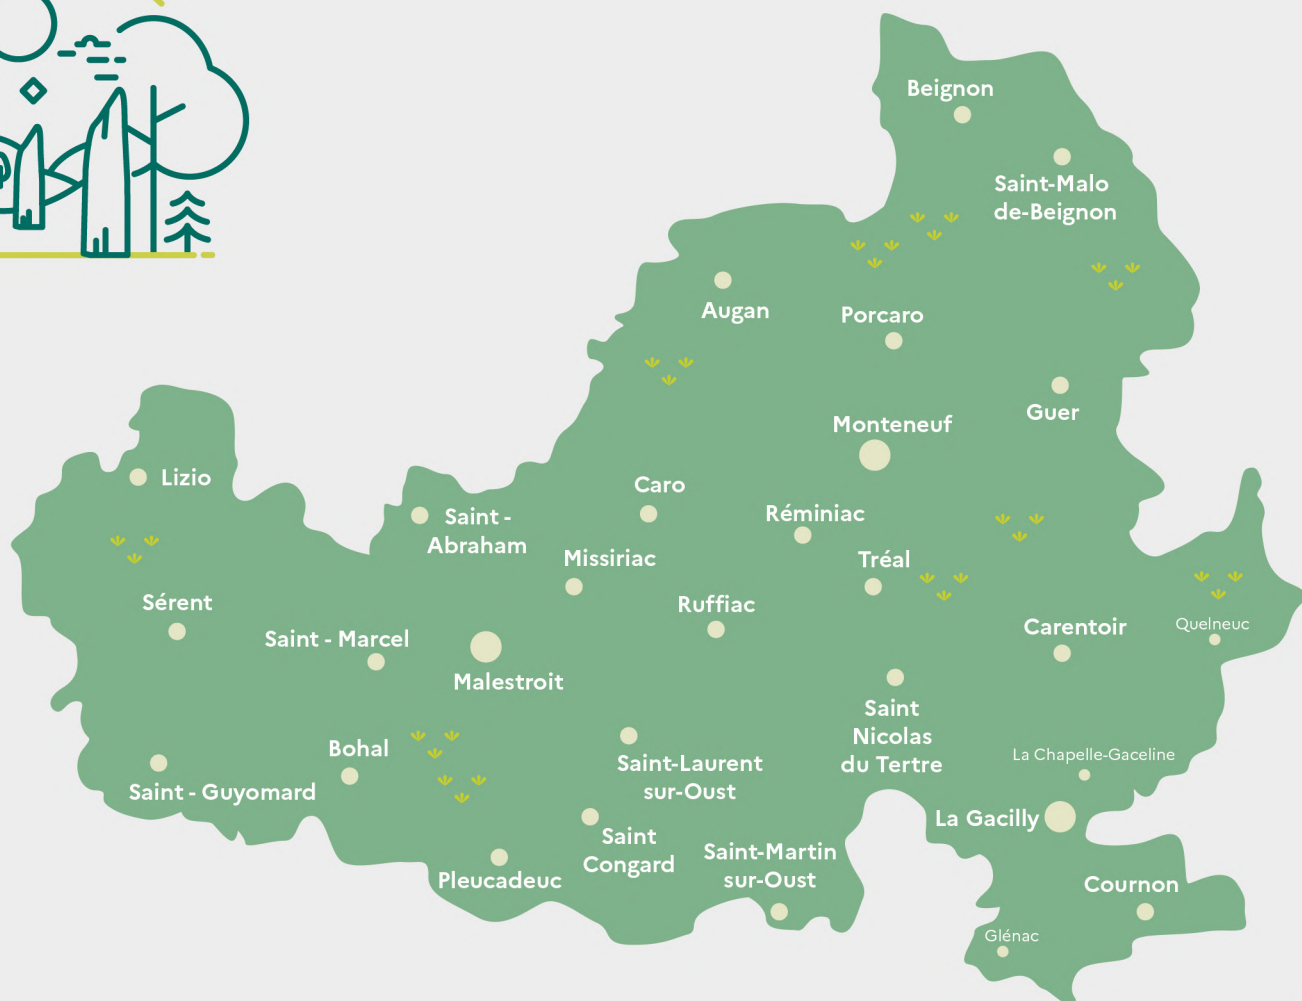 Beignon
Saint-Malo
de-Beignon
Augan
Porcaro
Guer
Monteneuf
Lizio
Caro
Saint -
Abraham
Réminiac
Missiriac
Tréal
Sérent
Ruffiac
Saint - Marcel
Carentoir
Quelneuc
Malestroit
Saint
Nicolas
du Tertre
Bohal
Saint-Laurent
sur-Oust
La Chapelle-Gaceline
Saint - Guyomard
La Gacilly
Saint
Congard
Saint-Martin
sur-Oust
Pleucadeuc
Cournon
Glénac